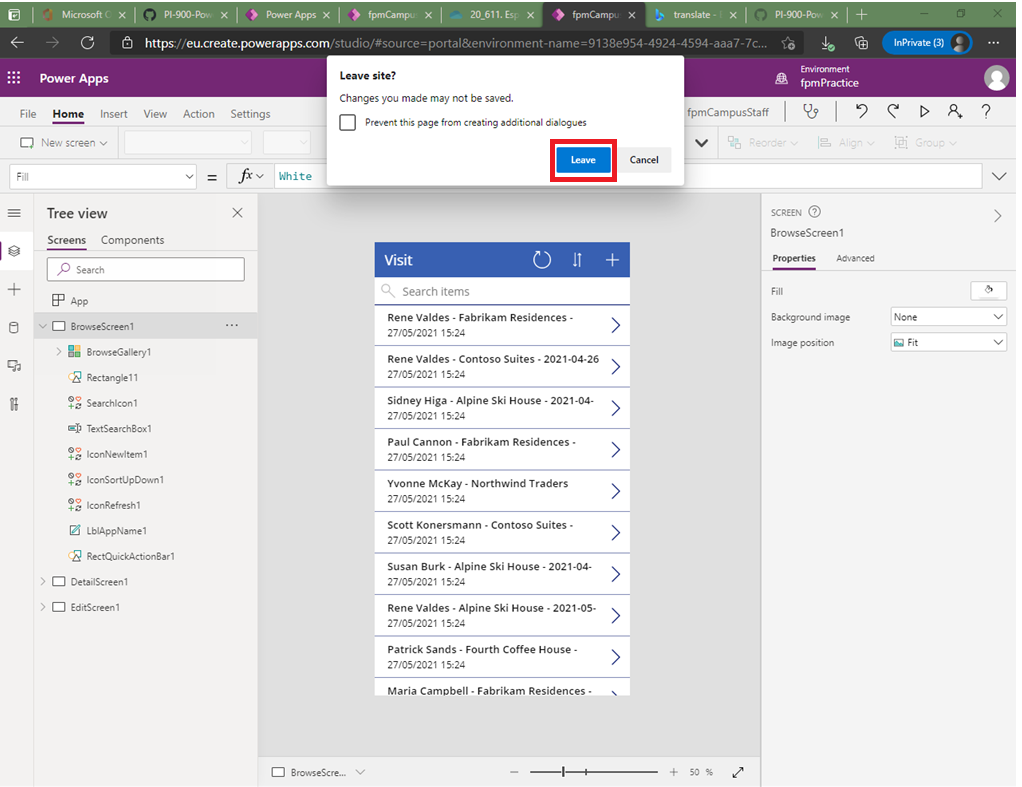 Microsoft C
PI-900-Pow
Power Apps
fpmCampus
20_611. Esp
fpmCampu
translate - 
PI-900-Pow
https://eu.create.powerapps.com/studio/#source=portal&environment-name=9138e954-4924-4594-aaa7-7c...
InPrivate (3)
Power Apps
Environment
fpmPractice
Leave site?
Changes you made may not be saved.
Prevent this page from creating additional dialogues
Leave
Cancel
File
Home
Insert
View
Action
Settings
fpmCampusStaff
New screen
Reorder
Align
Group
Fill
=
fx
White
Tree view
Screens
Components
Search
App
BrowseScreen1
BrowseGallery1
Rectangle11
SearchIcon1
TextSearchBox1
IconNewItem1
IconSortUpDown1
IconRefresh1
LblAppName1
RectQuickActionBar1
DetailScreen1
EditScreen1
Visit
Search items
Rene Valdes - Fabrikam Residences -
27/05/2021 15:24
Rene Valdes - Contoso Suites - 2021-04-26
27/05/2021 15:24
Sidney Higa - Alpine Ski House - 2021-04-
27/05/2021 15:24
Paul Cannon - Fabrikam Residences -
27/05/2021 15:24
Yvonne McKay - Northwind Traders
27/05/2021 15:24
Scott Konersmann - Contoso Suites -
27/05/2021 15:24
Susan Burk - Alpine Ski House - 2021-04-
27/05/2021 15:24
Rene Valdes - Alpine Ski House - 2021-05-
27/05/2021 15:24
Patrick Sands - Fourth Coffee House -
27/05/2021 15:24
Maria Campbell - Fabrikam Residences -
SCREEN
BrowseScreen1
Properties
Advanced
Fill
Background image
None
Image position
Fit
BrowseScre...
50 %